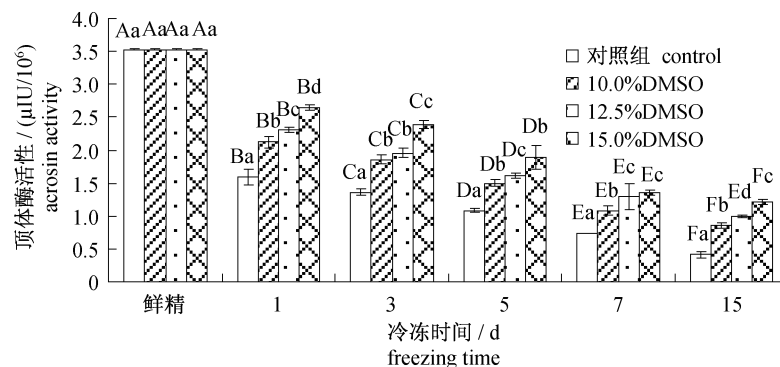 顶体酶活性 / (μIU/10⁶)
acrosin activity
4.0
3.5
3.0
2.5
2.0
1.5
1.0
0.5
0
Aa Aa Aa Aa
Ba Bb Bc Bd
Ca Cb Cb Cc
Da Db Dc Db
Ea Eb Ec Ec
Fa Fb Ed Fc
对照组 control
10.0%DMSO
12.5%DMSO
15.0%DMSO
鲜精 1 3 5 7 15
冷冻时间 / d
freezing time